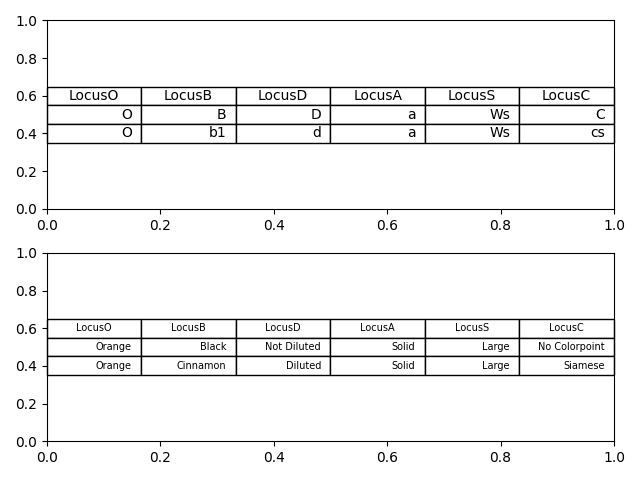 1.0
0.8
LocusO LocusB LocusD LocusA LocusS LocusC
0.6
O B D a Ws C
0.4
O b1 d a Ws cs
0.2
0.0
0.0 0.2 0.4 0.6 0.8 1.0
1.0
0.8
LocusO LocusB LocusD LocusA LocusS LocusC
0.6
Orange Black Not Diluted Solid Large No Colorpoint
0.4
Orange Cinnamon Diluted Solid Large Siamese
0.2
0.0
0.0 0.2 0.4 0.6 0.8 1.0